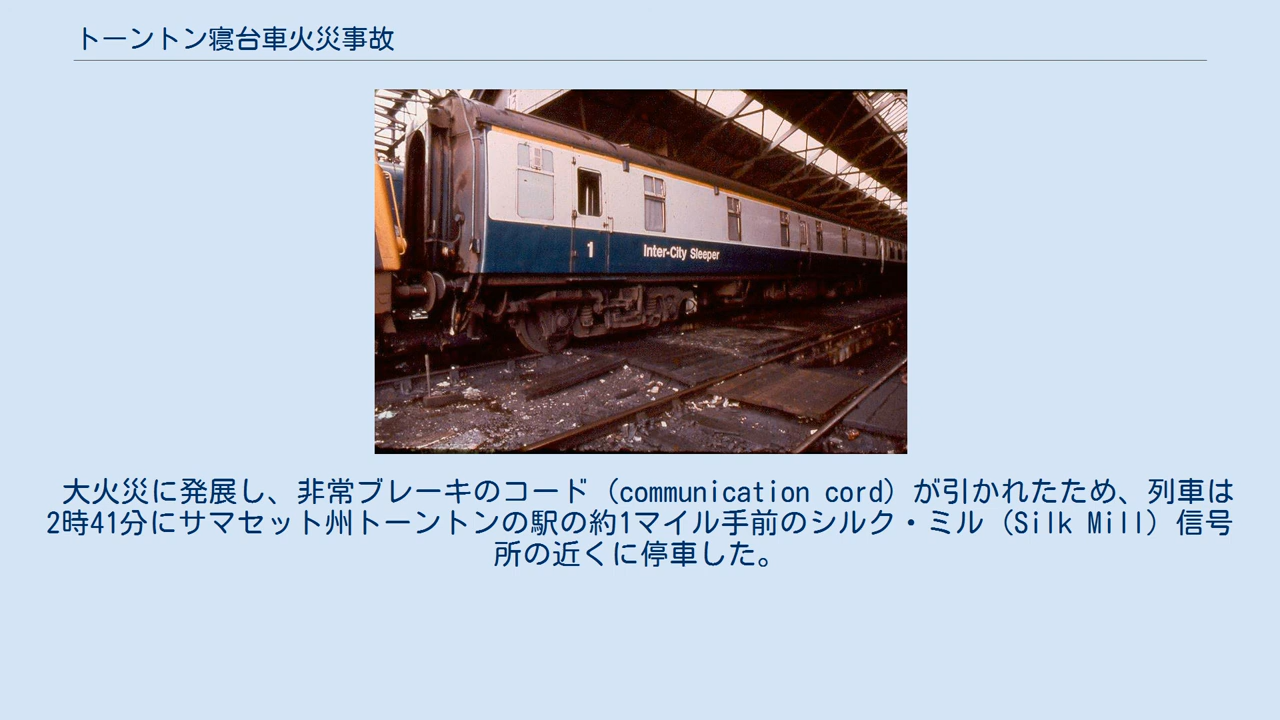 トーントン寝台車火災事故
1
Inter-City Sleeper
大火災に発展し、非常ブレーキのコード（communication cord）が引かれたため、列車は
2時41分にサマセット州トーントンの駅の約1マイル手前のシルク・ミル（Silk Mill）信号
所の近くに停車した。